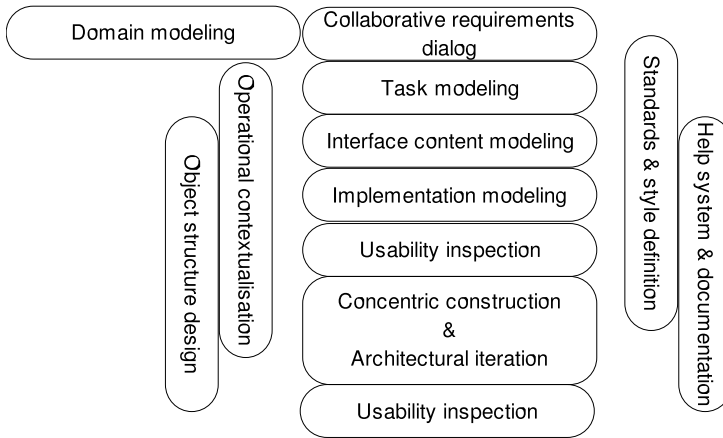 Domain modeling
Collaborative requirements
dialog
Task modeling
Interface content modeling
Implementation modeling
Usability inspection
Concentric construction
&
Architectural iteration
Usability inspection
Object structure design
Operational contextualisation
Standards & style definition
Help system & documentation